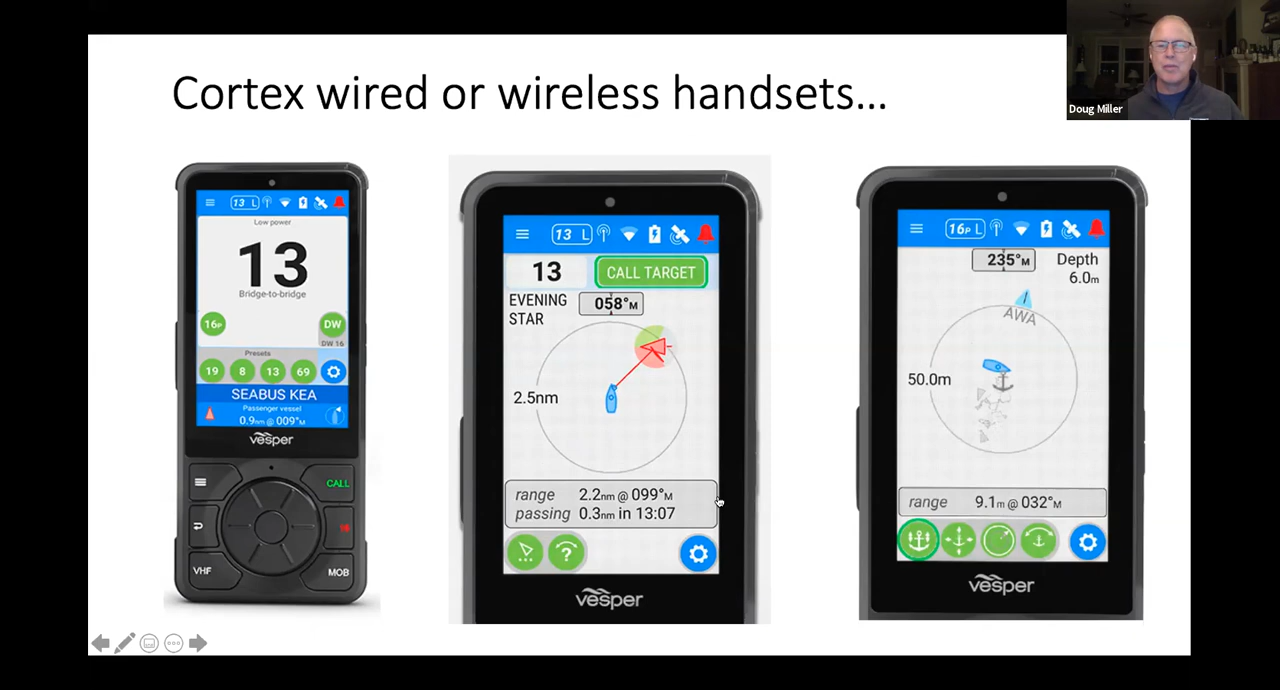 Cortex wired or wireless handsets...
Doug Miller
13 L
Low power
13
Bridge-to-bridge
16P
DW
DW 16
Presets
19 8 13 69
SEABUS KEA
Passenger vessel
0.9nm @ 009°M
vesper
CALL
16
VHF
MOB
13 L
13
CALL TARGET
EVENING
STAR
058°M
2.5nm
range 2.2nm @ 099°M
passing 0.3nm in 13:07
?
vesper
16P L
235°M
Depth
6.0m
AWA
50.0m
range 9.1m @ 032°M
vesper